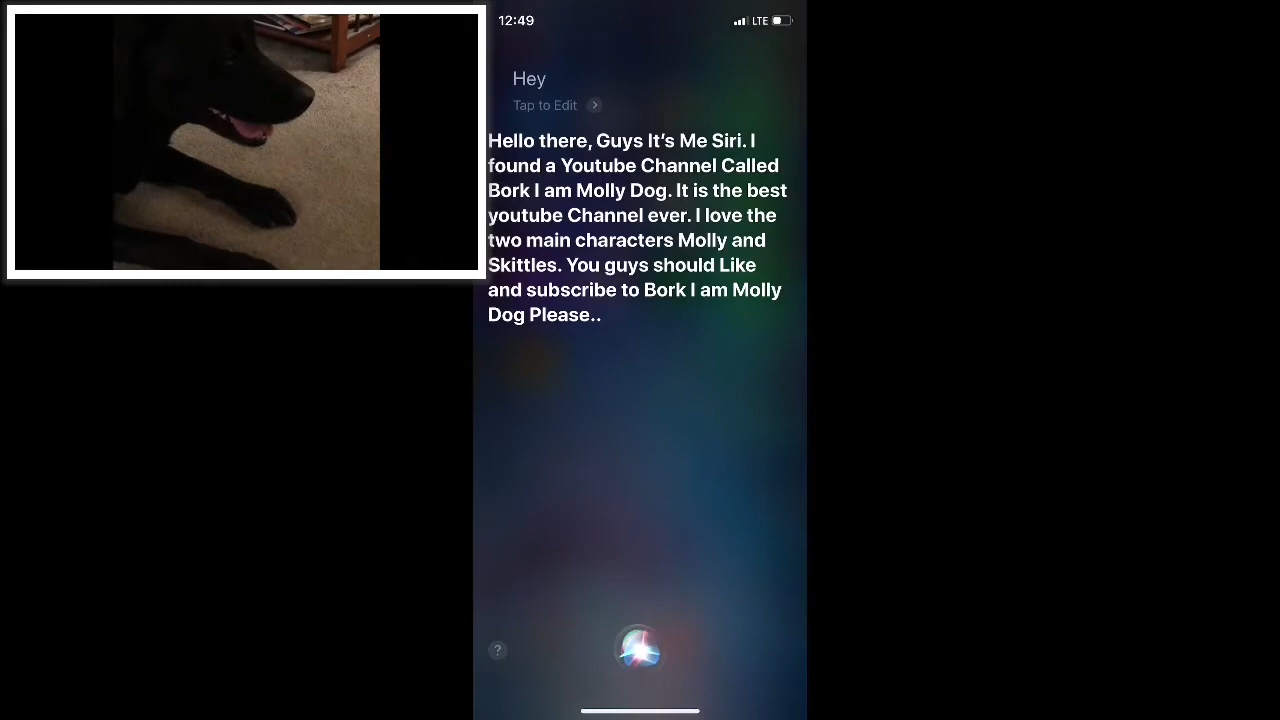 12:49
LTE
Hey
Tap to Edit
Hello there, Guys It’s Me Siri. I
found a Youtube Channel Called
Bork I am Molly Dog. It is the best
youtube Channel ever. I love the
two main characters Molly and
Skittles. You guys should Like
and subscribe to Bork I am Molly
Dog Please..
?